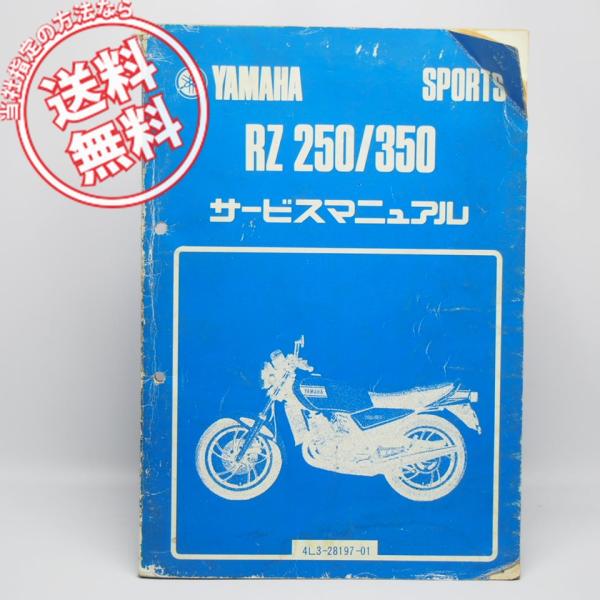 当社指定の方法なら
送料
無料
YAMAHA SPORTS
RZ 250/350
サービスマニュアル
YAMAHA
4L3-28197-01